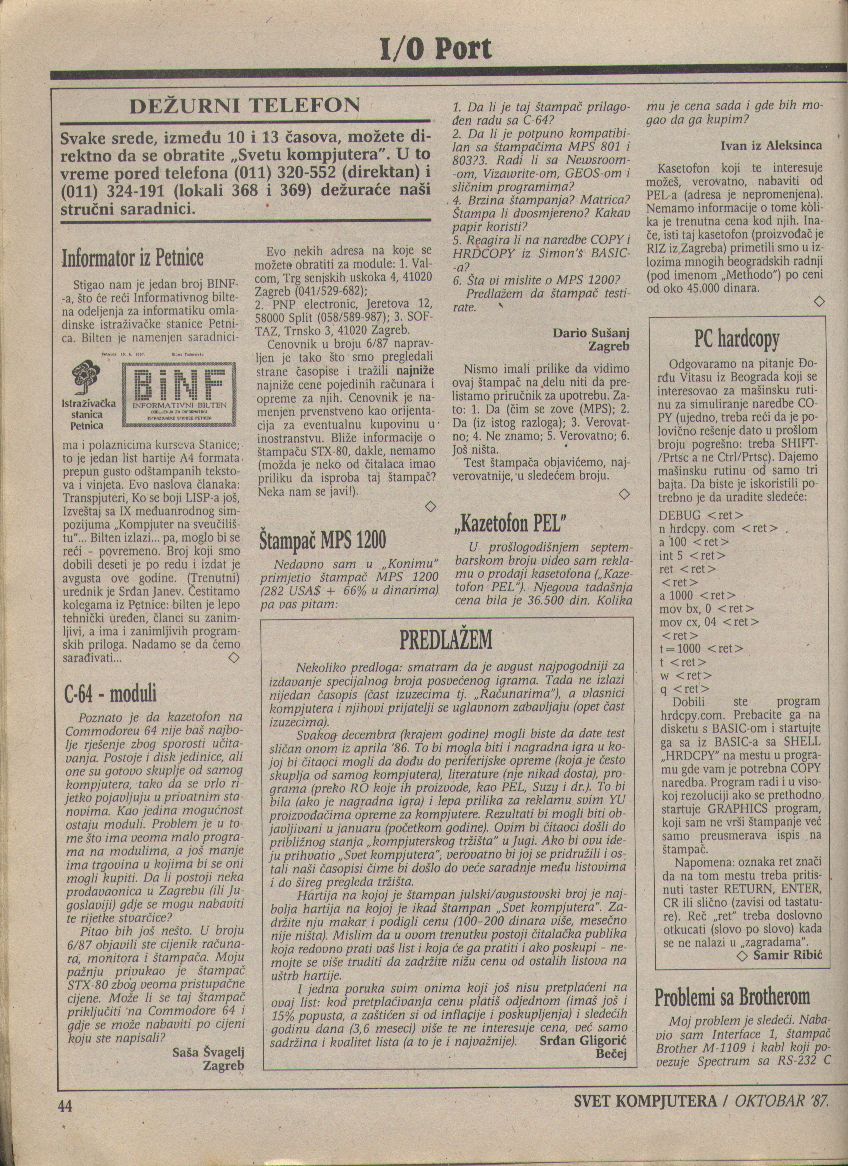 I/O Port
DEŽURNI TELEFON
Svake srede, između 10 i 13 časova, možete di-
rektno da se obratite „Svetu kompjutera”. U to
vreme pored telefona (011) 320-552 (direktan) i
(011) 324-191 (lokali 368 i 369) dežuraće naši
stručni saradnici.
Informator iz Petnice
Stigao nam je jedan broj BINF-
-a, što će reći Informativnog bilte-
na odeljenja za informatiku omla-
dinske istraživačke stanice Petni-
ca. Bilten je namenjen saradnici-
Istraživačka
stanica
Petnica
BiNF
INFORMATIVNI BILTEN
ma i polaznicima kurseva Stanice;
to je jedan list hartije A4 formata
prepun gusto odštampanih teksto-
va i vinjeta. Evo naslova članaka:
Transpjuteri, Ko se boji LISP-a još,
Izveštaj sa IX međuanrodnog sim-
pozijuma „Kompjuter na sveučiliš-
tu”... Bilten izlazi... pa, moglo bi se
reći - povremeno. Broj koji smo
dobili deseti je po redu i izdat je
avgusta ove godine. (Trenutni)
urednik je Srđan Janev. Čestitamo
kolegama iz Petnice: bilten je lepo
tehnički uređen, članci su zanim-
ljivi, a ima i zanimljivih program-
skih priloga. Nadamo se da ćemo
sarađivati...
C-64 - moduli
Poznato je da kazetofon na
Commodoreu 64 nije baš najbo-
lje rješenje zbog sporosti učita-
vanja. Postoje i disk jedinice, ali
one su gotovo skuplje od samog
kompjutera, tako da se vrlo ri-
jetko pojavljuju u privatnim sta-
novima. Kao jedina mogućnost
ostaju moduli. Problem je u to-
me što ima veoma malo progra-
ma na modulima, a još manje
ima trgovina u kojima bi se oni
mogli kupiti. Da li postoji neka
prodavaonica u Zagrebu (ili Ju-
goslaviji) gdje se mogu nabaviti
te rijetke stvarčice?
Pitao bih još nešto. U broju
6/87 objavili ste cijenik računa-
ra, monitora i štampača. Moju
pažnju privukao je štampač
STX-80 zbog veoma pristupačne
cijene. Može li se taj štampač
priključiti na Commodore 64 i
gdje se može nabaviti po cijeni
koju ste napisali?
Saša Švagelj
Zagreb
Evo nekih adresa na koje se
možete obratiti za module: 1. Val-
com, Trg senjskih uskoka 4, 41020
Zagreb (041/529-682);
2. PNP electronic, Jeretova 12,
58000 Split (058/589-987); 3. SOF-
TAZ, Trnsko 3, 41020 Zagreb.
Cenovnik u broju 6/87 naprav-
ljen je tako što smo pregledali
strane časopise i tražili najniže
najniže cene pojedinih računara i
opreme za njih. Cenovnik je na-
menjen prvenstveno kao orijenta-
cija za eventualnu kupovinu u
inostranstvu. Bliže informacije o
štampaču STX-80, dakle, nemamo
(možda je neko od čitalaca imao
priliku da isproba taj štampač?
Neka nam se javi!).
Štampač MPS 1200
Nedavno sam u „Konimu”
primjetio štampač MPS 1200
(282 USA$ + 66% u dinarima)
pa vas pitam:
1. Da li je taj štampač prilago-
đen radu sa C-64?
2. Da li je potpuno kompatibi-
lan sa štampačima MPS 801 i
803?3. Radi li sa Newsroom-
-om, Vizawrite-om, GEOS-om i
sličnim programima?
4. Brzina štampanja? Matrica?
Štampa li dvosmjereno? Kakav
papir koristi?
5. Reagira li na naredbe COPY i
HRDCOPY iz Simon'S BASIC-
-a?
6. Šta vi mislite o MPS 1200?
Predlažem da štampač testi-
rate.
Dario Sušanj
Zagreb
Nismo imali prilike da vidimo
ovaj štampač na delu niti da pre-
listamo priručnik za upotrebu. Za-
to: 1. Da (čim se zove (MPS); 2.
Da (iz istog razloga); 3. Verovat-
no; 4. Ne znamo; 5. Verovatno; 6.
Još ništa.
Test štampača objavićemo, naj-
verovatnije, u sledećem broju.
„Kazetofon PEL”
U prošlogodišnjem septem-
barskom broju video sam rekla-
mu o prodaji kasetofona („Kaze-
tofon PEL”). Njegova tadašnja
cena bila je 36.500 din. Kolika
mu je cena sada i gde bih mo-
gao da ga kupim?
Ivan iz Aleksinca
Kasetofon koji te interesuje
možeš, verovatno, nabaviti od
PEL-a (adresa je nepromenjena).
Nemamo informacije o tome koli-
ka je trenutna cena kod njih. Ina-
če, isti taj kasetofon (proizvođač je
RIZ iz Zagreba) primetili smo u iz-
lozima mnogih beogradskih radnji
(pod imenom „Methodo”) po ceni
od oko 45.000 dinara.
PREDLAŽEM
Nekoliko predloga: smatram da je avgust najpogodniji za
izdavanje specijalnog broja posvećenog igrama. Tada ne izlazi
nijedan časopis (čast izuzecima tj. „Računarima”), a vlasnici
kompjutera i njihovi prijatelji se uglavnom zabavljaju (opet čast
izuzecima).
Svakog decembra (krajem godine) mogli biste da date test
sličan onom iz aprila '86. To bi mogla biti i nagradna igra u ko-
joj bi čitaoci mogli da dođu do periferijske opreme (koja je često
skuplja od samog kompjutera), literature (nje nikad dosta), pro-
grama (preko RO koje ih proizvode, kao PEL, Suzy i dr.). To bi
bila (ako je nagradna igra) i lepa prilika za reklamu svim YU
proizvođačima opreme za kompjutere. Rezultati bi mogli biti ob-
javljivani u januaru (početkom godine). Ovim bi čitaoci došli do
približnog stanja „kompjuterskog tržišta” u Jugi. Ako bi ovu ide-
ju prihvatio „Svet kompjutera”, verovatno bi joj se pridružili i os-
tali naši časopisi čime bi došlo do veće saradnje među listovima
i do šireg pregleda tržišta.
Hartija na kojoj je štampan julski/avgustovski broj je naj-
bolja hartija na kojoj je ikad štampan „Svet kompjutera”. Za-
držite nju makar i podigli cenu (100-200 dinara više, mesečno
nije ništa). Mislim da u ovom trenutku postoji čitalačka publika
koja redovno prati vaš list i koja će ga pratiti i ako poskupi - ne-
mojte se više truditi da zadržite nižu cenu od ostalih listova na
uštrb hartije.
I jedna poruka svim onima koji još nisu pretplaćeni na
ovaj list: kod pretplaćivanja cenu platiš odjednom (imaš još i
15% popusta, a zaštićen si od inflacije i poskupljenja) i sledećih
godinu dana (3,6 meseci) više te ne interesuje cena, već samo
sadržina i kvalitet lista (a to je i najvažnije). Srđan Gligorić
Bečej
PC hardcopy
Odgovaramo na pitanje Đo-
rđu Vitasu iz Beograda koji se
interesovao za mašinsku ruti-
nu za simuliranje naredbe CO-
PY (ujedno, treba reći da je po-
lovično rešenje dato u prošlom
broju pogrešno: treba SHIFT-
/Prtsc a ne Ctrl/Prtsc). Dajemo
mašinsku rutinu od samo tri
bajta. Da biste je iskoristili po-
trebno je da uradite sledeće:
DEBUG <ret>
n hrdcpy. com <ret> .
a 100 <ret>
int 5 <ret>
ret <ret>
<ret>
a 1000 <ret>
mov bx, 0 <ret>
mov cx, 04 <ret>
<ret>
t=1000 <ret>
t <ret>
w <ret>
q <ret>
Dobili ste program
hrdcpy.com. Prebacite ga na
disketu s BASIC-om i startujte
ga sa iz BASIC-a sa SHELL
„HRDCPY” na mestu u progra-
mu gde vam je potrebna COPY
naredba. Program radi i u viso-
koj rezoluciji ako se prethodno
startuje GRAPHICS program,
koji sam ne vrši štampanje već
samo preusmerava ispis na
štampač.
Napomena: oznaka ret znači
da na tom mestu treba pritis-
nuti taster RETURN, ENTER,
CR ili slično (zavisi od tastatu-
re). Reč „ret” treba doslovno
otkucati (slovo po slovo) kada
se ne nalazi u „zagradama”.
Samir Ribić
Problemi sa Brotherom
Moj problem je sledeći. Naba-
vio sam Interface 1, štampač
Brother M-1109 i kabl koji po-
vezuje Spectrum sa RS-232 C
44
SVET KOMPJUTERA / OKTOBAR '87.